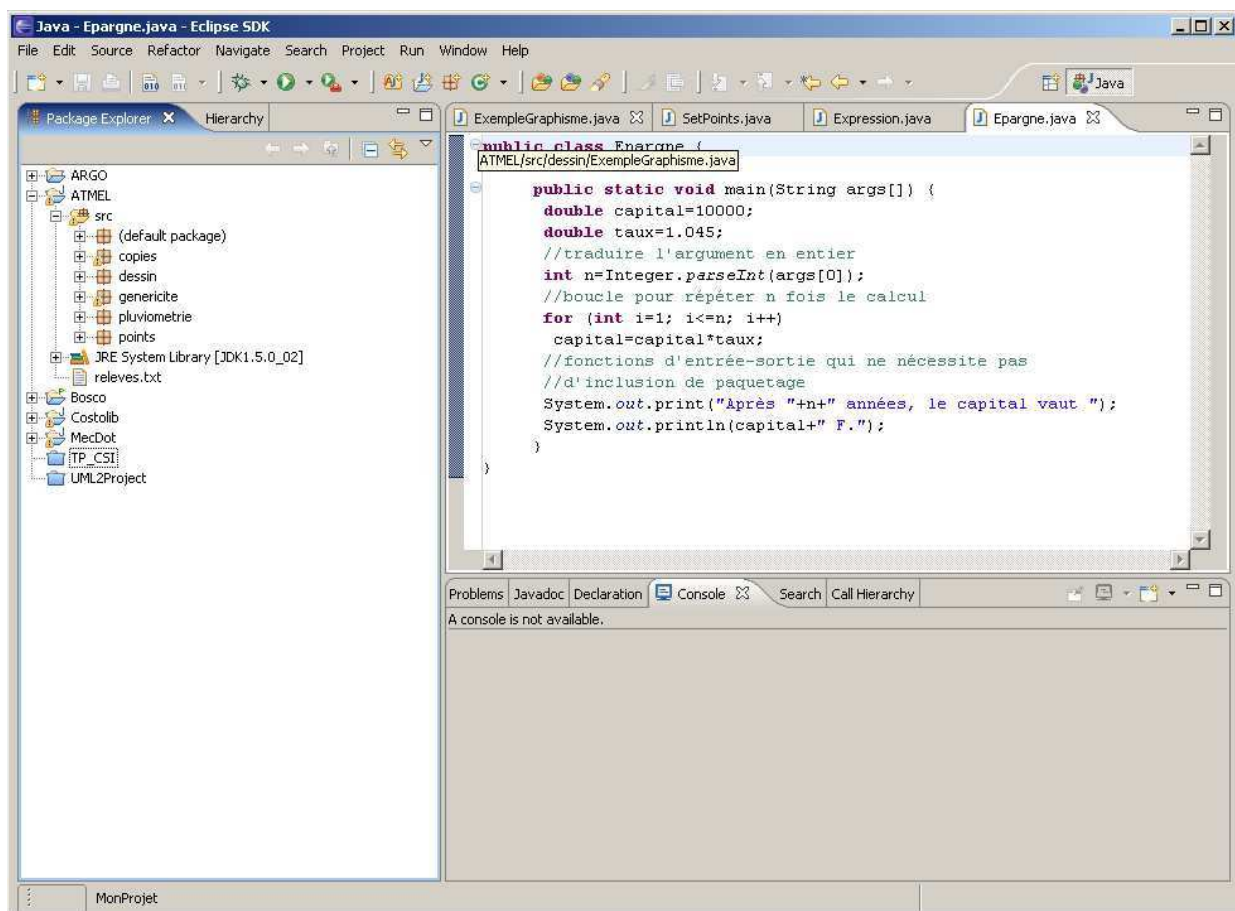 Java - Epargne.java - Eclipse SDK
File Edit Source Refactor Navigate Search Project Run Window Help
Java
Package Explorer Hierarchy
ARGO
ATMEL
src
(default package)
copies
dessin
genericite
pluviometrie
points
JRE System Library [JDK1.5.0_02]
releves.txt
Bosco
Costolib
MecDot
TP_CSI
UML2Project
ExempleGraphisme.java SetPoints.java Expression.java Epargne.java
public class Epargne {
ATMEL/src/dessin/ExempleGraphisme.java
public static void main(String args[]) {
double capital=10000;
double taux=1.045;
//traduire l'argument en entier
int n=Integer.parseInt(args[0]);
//boucle pour répéter n fois le calcul
for (int i=1; i<=n; i++)
capital=capital*taux;
//fonctions d'entrée-sortie qui ne nécessite pas
//d'inclusion de paquetage
System.out.print("Après "+n+" années, le capital vaut ");
System.out.println(capital+" F.");
}
}
Problems Javadoc Declaration Console Search Call Hierarchy
A console is not available.
MonProjet